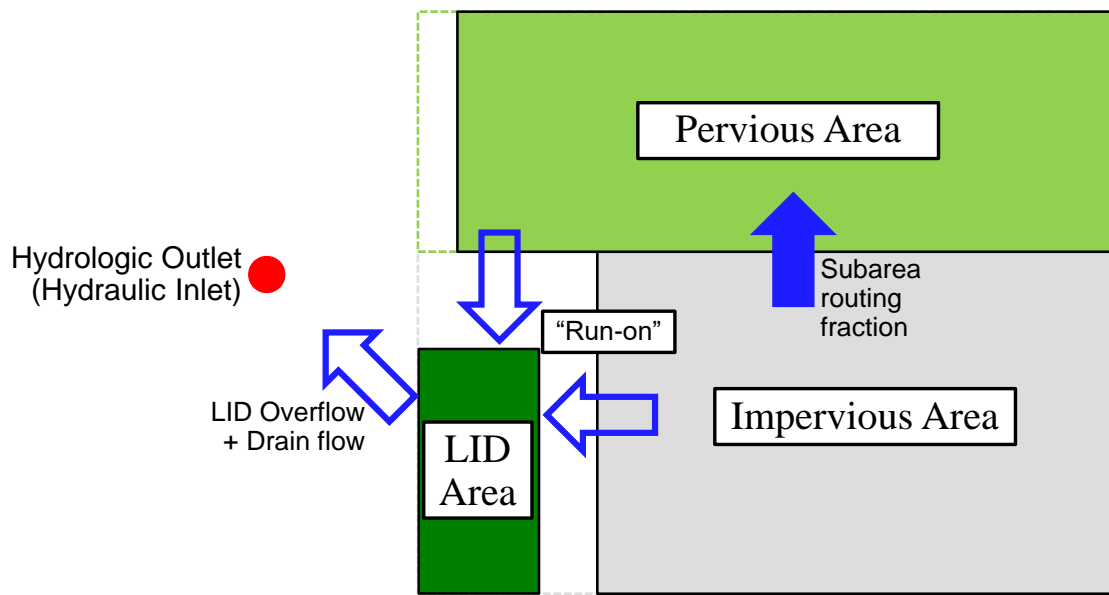 Pervious Area
Hydrologic Outlet
(Hydraulic Inlet)
Subarea
routing
fraction
“Run-on”
LID Overflow
+ Drain flow
LID
Area
Impervious Area